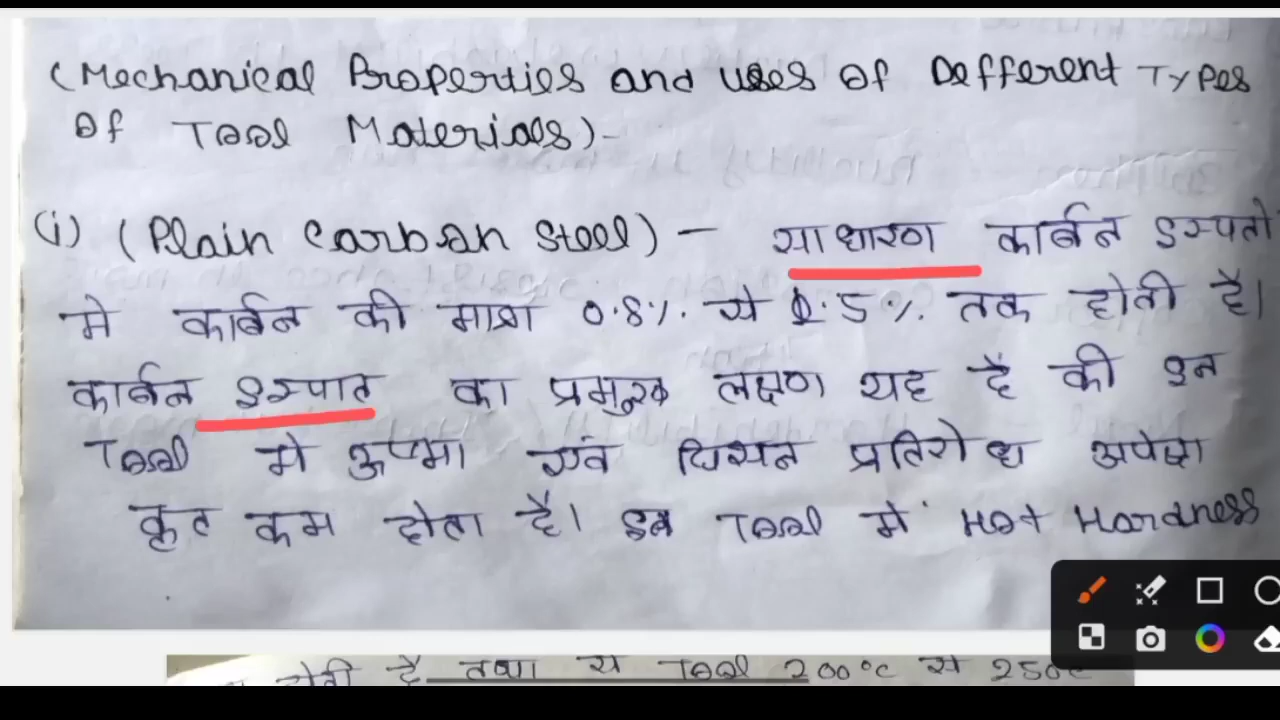 (Mechanical Properties and uses of Defferent Types
of Tool Materials)-
(i) (Plain Carbon Steel) - साधारण कार्बन इस्पतो
मे कार्बन की मात्रा 0.8% से 1.5% तक होती है।
कार्बन इस्पात का प्रमुख लक्षण यह है की इन
Tool मे ऊष्मा एवं घिसन प्रतिरोध अपेक्षा
कृत कम होता है। इन Tool में Hot Hardness
होती है तथा ये Tool 200°C से 250°C